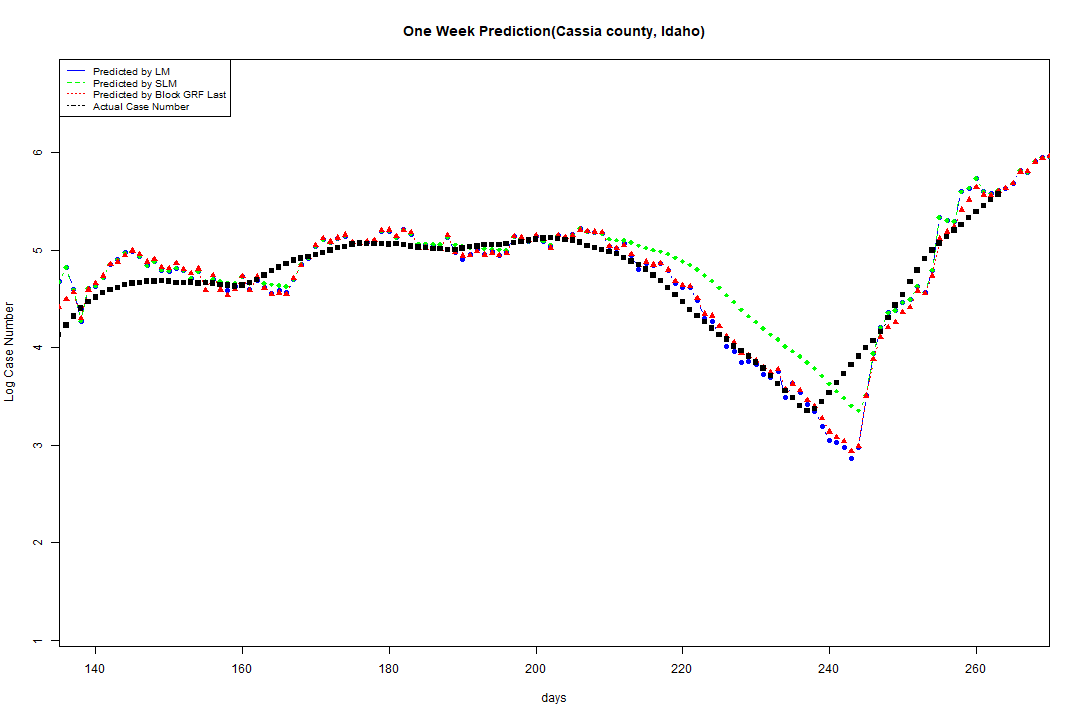 One Week Prediction(Cassia county, Idaho)
Predicted by LM
Predicted by SLM
Predicted by Block GRF Last
Actual Case Number
Log Case Number
6
5
4
3
2
1
140 160 180 200 220 240 260
days